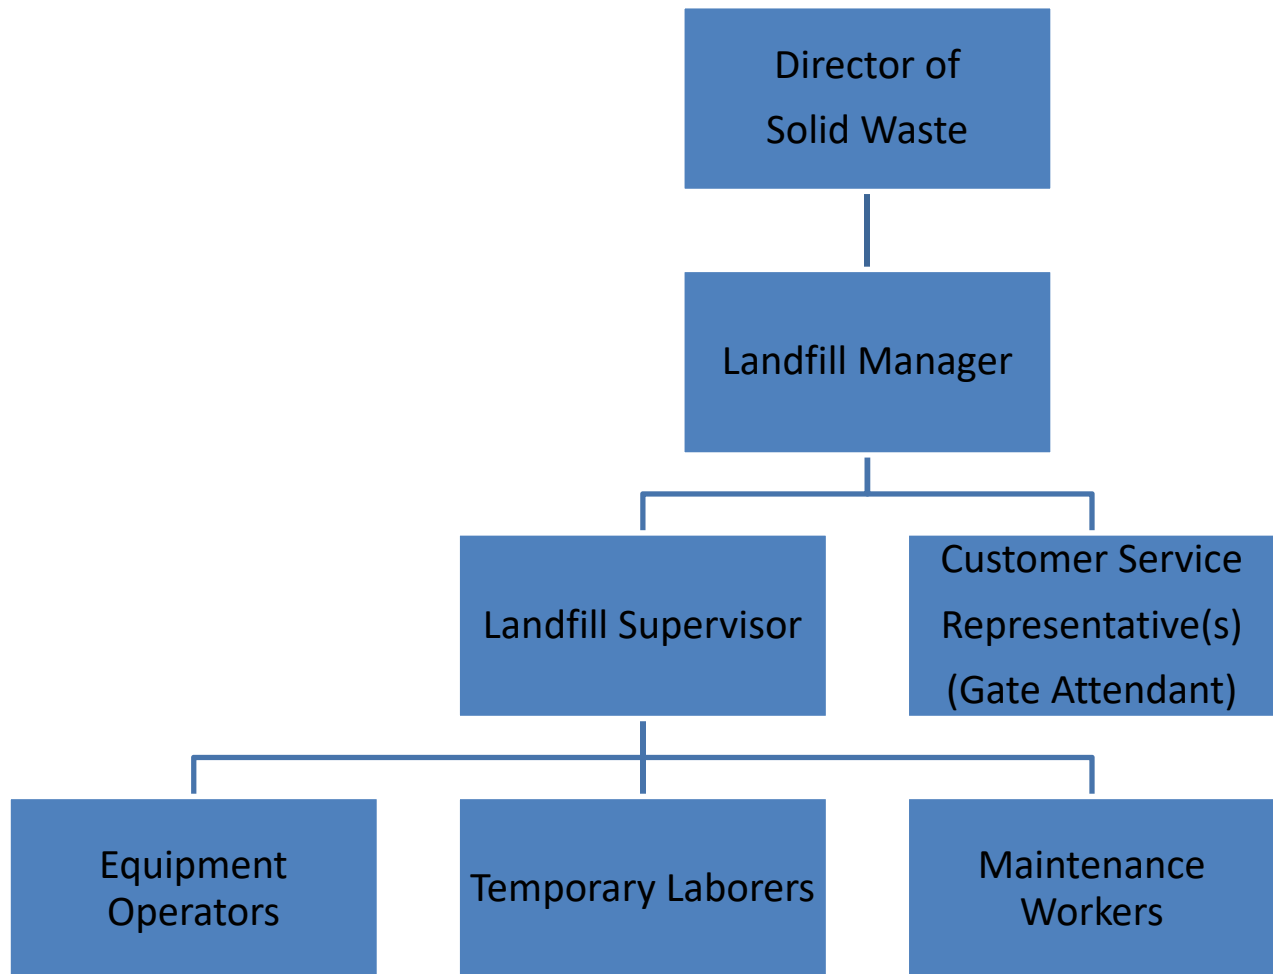 Director of
Solid Waste
Landfill Manager
Landfill Supervisor
Customer Service
Representative(s)
(Gate Attendant)
Equipment
Operators
Temporary Laborers
Maintenance
Workers